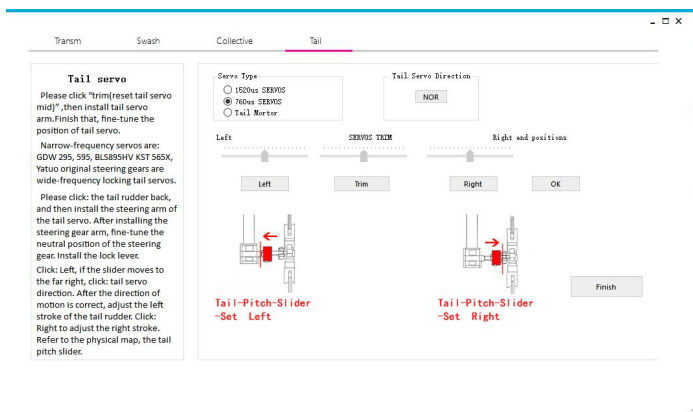 Transm Swash Collective Tail
Tail servo
Please click "trim(reset tail servo
mid)" ,then install tail servo
arm.Finish that, fine-tune the
position of tail servo.
Narrow-frequency servos are:
GDW 295, 595, BLS895HV KST 565X,
Yatuo original steering gears are
wide-frequency locking tail servos.
Please click: the tail rudder back,
and then install the steering arm of
the tail servo. After installing the
steering gear arm, fine-tune the
neutral position of the steering
gear. Install the lock lever.
Click: Left, if the slider moves to
the far right, click: tail servo
direction. After the direction of
motion is correct, adjust the left
stroke of the tail rudder. Click:
Right to adjust the right stroke.
Refer to the physical map, the tail
pitch slider.
Servo Type
1520us SERVOS
760us SERVOS
Tail Mortor
Tail Servo Direction
NOR
Left SERVOS TRIM Right end positions
Left Trim Right OK
Tail-Pitch-Slider
-Set Left
Tail-Pitch-Slider
-Set Right
Finish